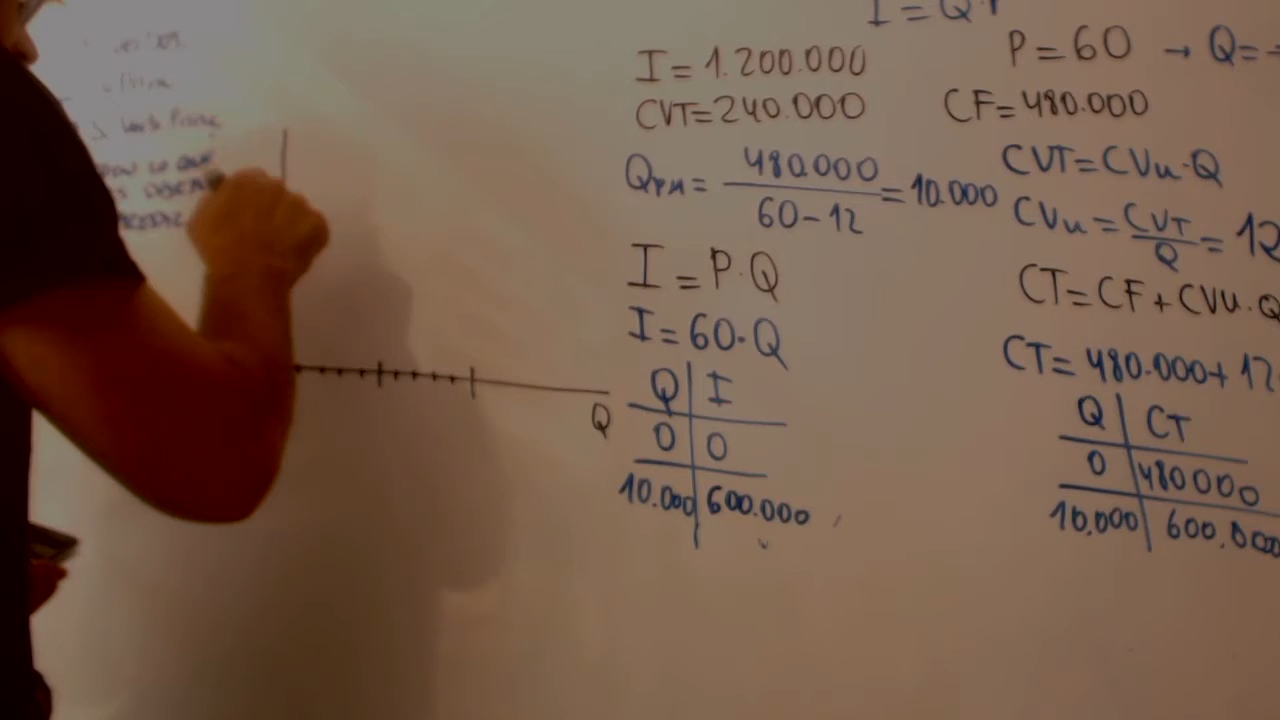 I = Q
I = 1.200.000
P = 60 → Q =
CVT = 240.000
CF = 480.000
QPM = 480.000 / 60 - 12 = 10.000
CVT = CVu · Q
CVu = CVT / Q = 12
I = P · Q
CT = CF + CVu · Q
I = 60 · Q
CT = 480.000 + 12
Q | I
0 | 0
10.000 | 600.000
Q | CT
0 | 480000
10.000 | 600.000
Q